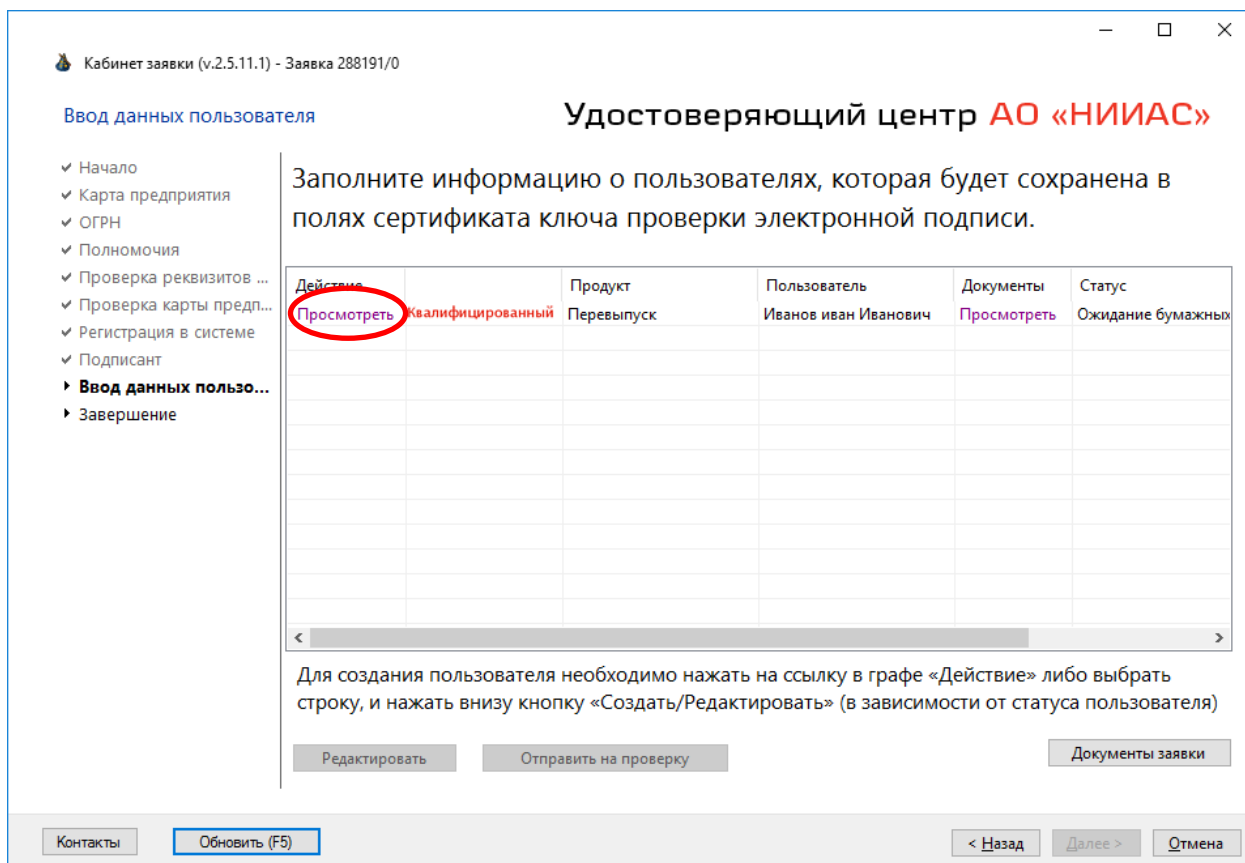 Кабинет заявки (v.2.5.11.1) - Заявка 288191/0
Ввод данных пользователя
Удостоверяющий центр АО «НИИАС»
Начало
Карта предприятия
ОГРН
Полномочия
Проверка реквизитов ...
Проверка карты предп...
Регистрация в системе
Подписант
Ввод данных пользо...
Завершение
Заполните информацию о пользователях, которая будет сохранена в
полях сертификата ключа проверки электронной подписи.
Действие Продукт Пользователь Документы Статус
Просмотреть Квалифицированный Перевыпуск Иванов иван Иванович Просмотреть Ожидание бумажных
Для создания пользователя необходимо нажать на ссылку в графе «Действие» либо выбрать
строку, и нажать внизу кнопку «Создать/Редактировать» (в зависимости от статуса пользователя)
Редактировать Отправить на проверку Документы заявки
Контакты Обновить (F5) < Назад Далее > Отмена